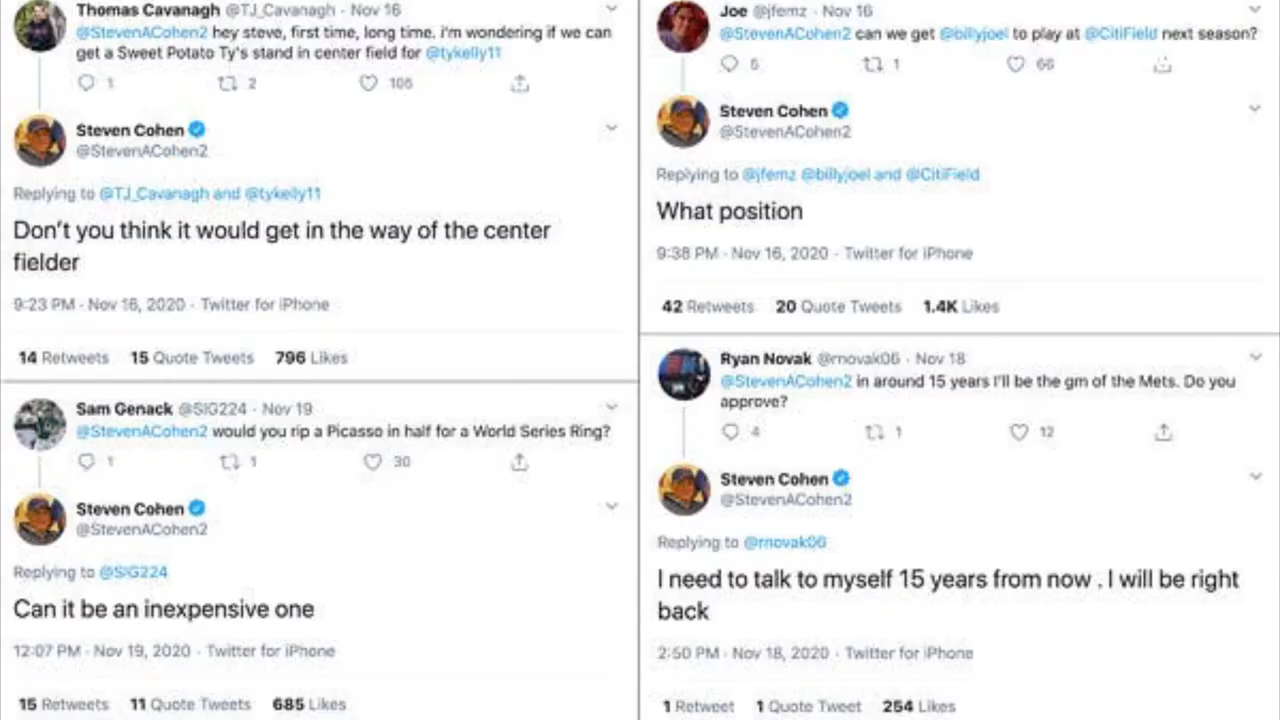 Thomas Cavanagh @TJ_Cavanagh · Nov 16
@StevenACohen2 hey steve, first time, long time. i'm wondering if we can
get a Sweet Potato Ty's stand in center field for @tykelly11
1 2 106
Steven Cohen
@StevenACohen2
Replying to @TJ_Cavanagh and @tykelly11
Don't you think it would get in the way of the center
fielder
9:23 PM · Nov 16, 2020 · Twitter for iPhone
14 Retweets 15 Quote Tweets 796 Likes
Sam Genack @SIG224 · Nov 19
@StevenACohen2 would you rip a Picasso in half for a World Series Ring?
1 1 30
Steven Cohen
@StevenACohen2
Replying to @SIG224
Can it be an inexpensive one
12:07 PM · Nov 19, 2020 · Twitter for iPhone
15 Retweets 11 Quote Tweets 685 Likes
Joe @jfemz · Nov 16
@StevenACohen2 can we get @billyjoel to play at @CitiField next season?
6 1 66
Steven Cohen
@StevenACohen2
Replying to @jfemz @billyjoel and @CitiField
What position
9:38 PM · Nov 16, 2020 · Twitter for iPhone
42 Retweets 20 Quote Tweets 1.4K Likes
Ryan Novak @rnovak06 · Nov 18
@StevenACohen2 in around 15 years I'll be the gm of the Mets. Do you
approve?
4 1 12
Steven Cohen
@StevenACohen2
Replying to @rnovak06
I need to talk to myself 15 years from now . I will be right
back
2:50 PM · Nov 18, 2020 · Twitter for iPhone
1 Retweet 1 Quote Tweet 254 Likes